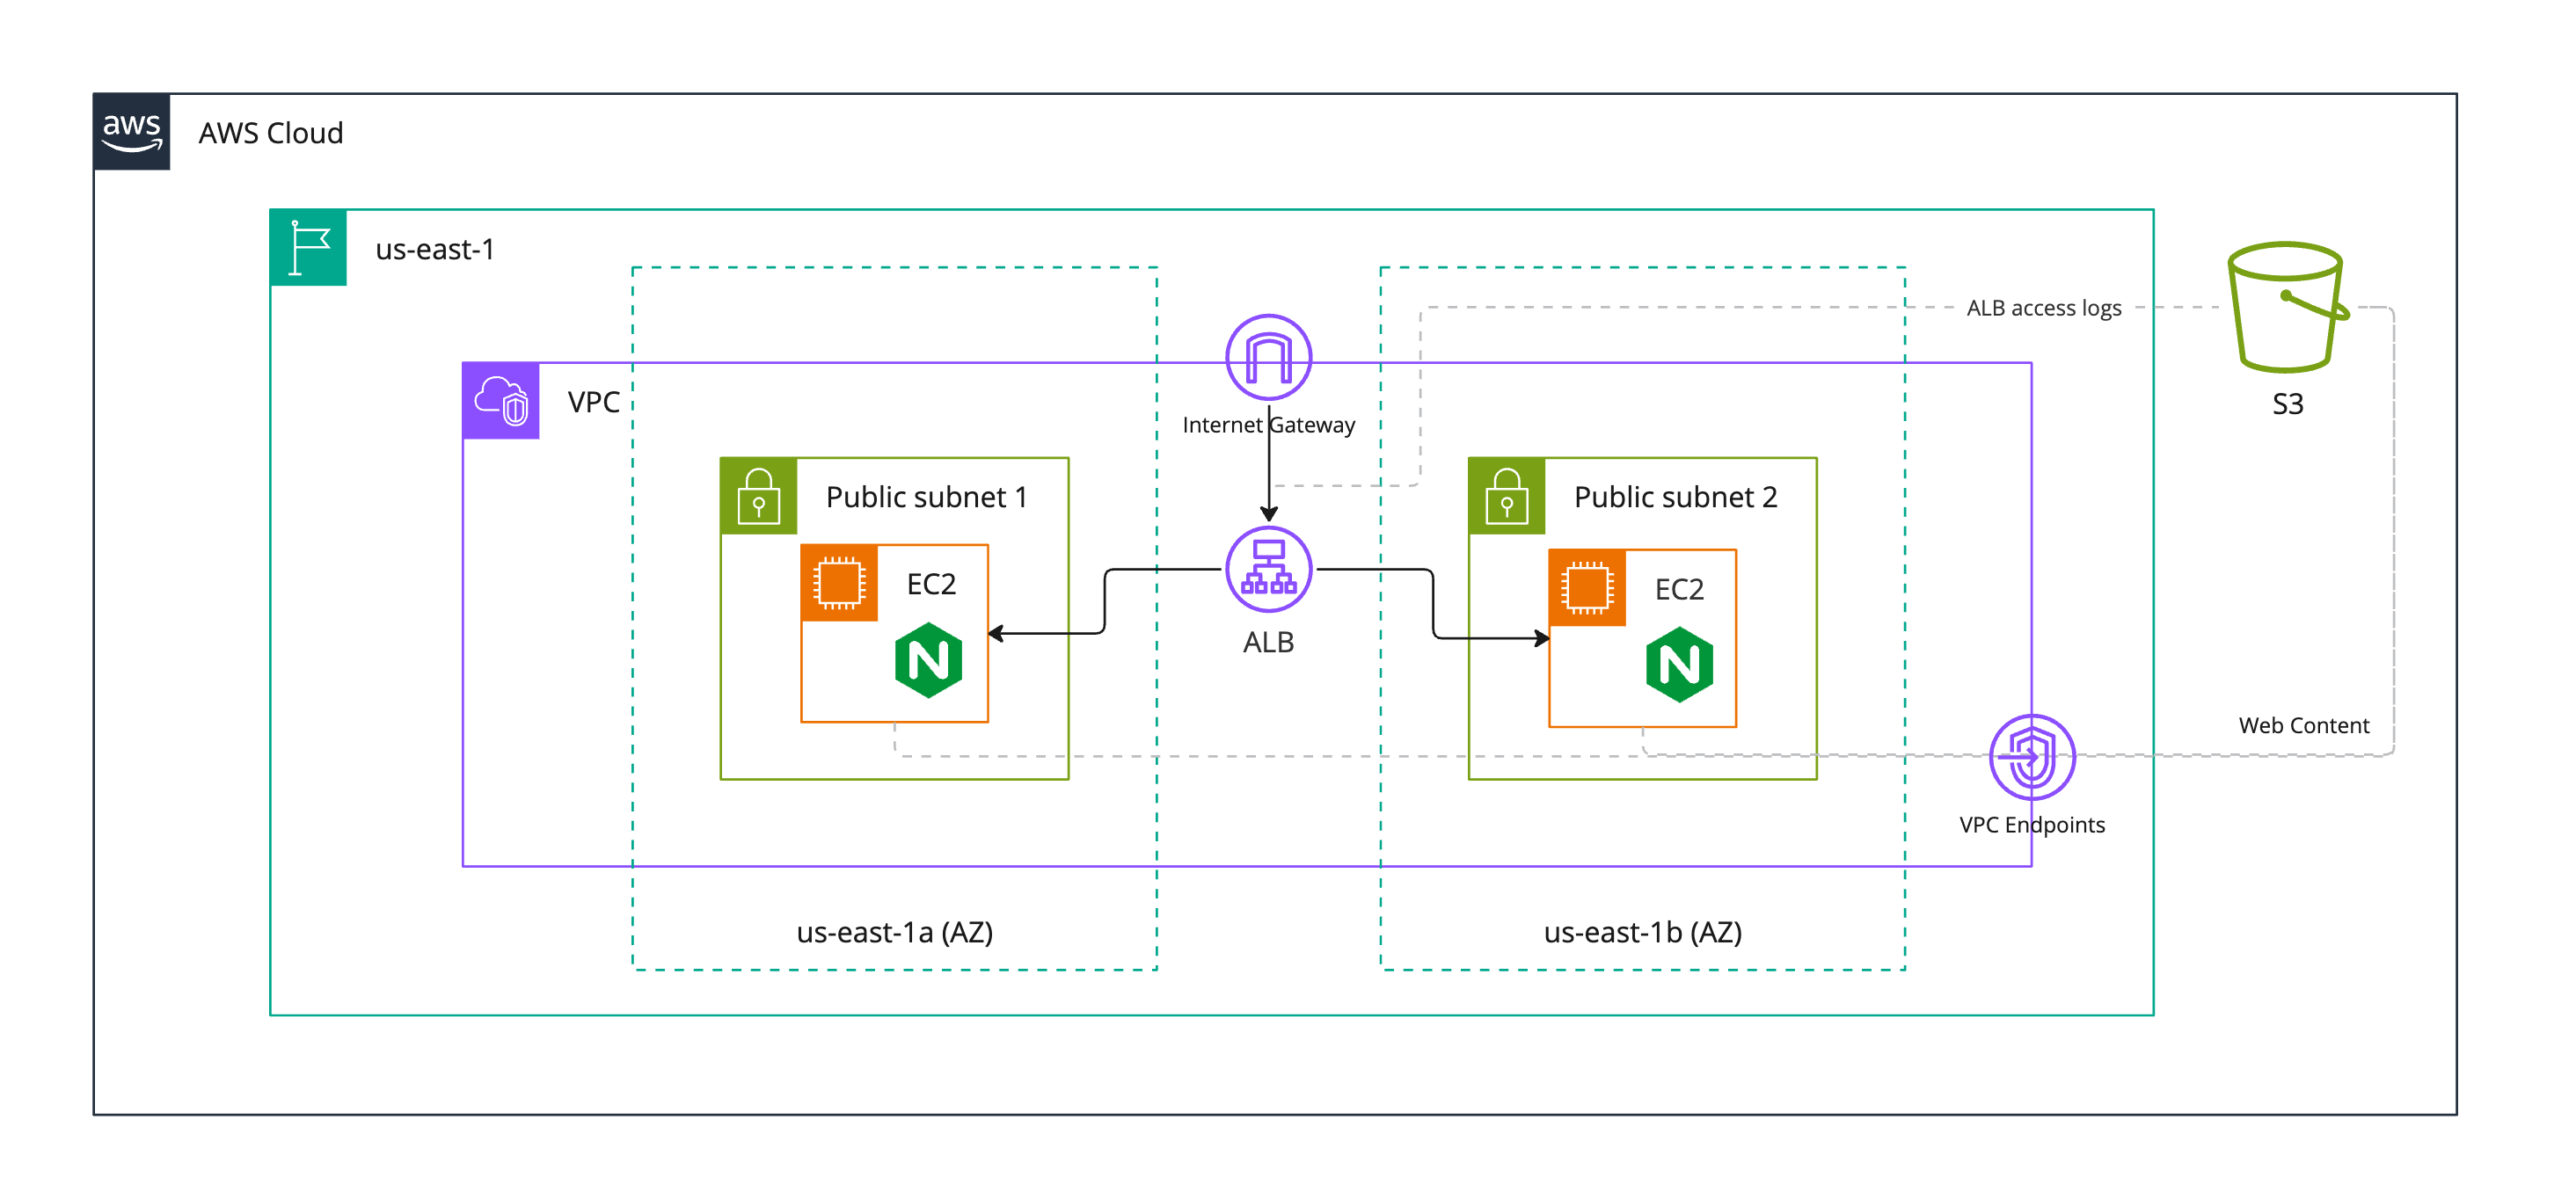 aws
AWS Cloud
us-east-1
ALB access logs
VPC
S3
Internet Gateway
Public subnet 1
Public subnet 2
EC2
EC2
N
N
ALB
Web Content
VPC Endpoints
us-east-1a (AZ)
us-east-1b (AZ)